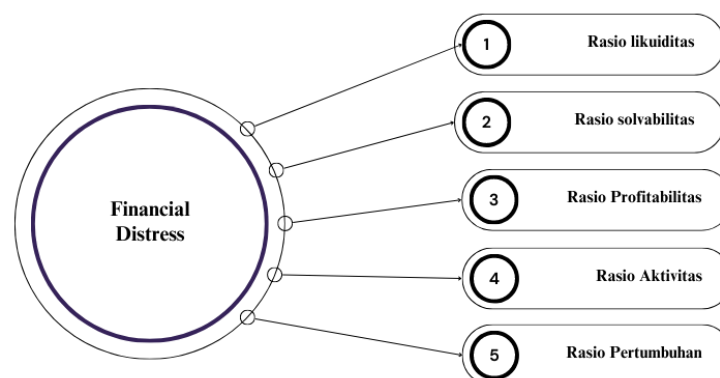 Financial
Distress
1
Rasio likuiditas
2
Rasio solvabilitas
3
Rasio Profitabilitas
4
Rasio Aktivitas
5
Rasio Pertumbuhan